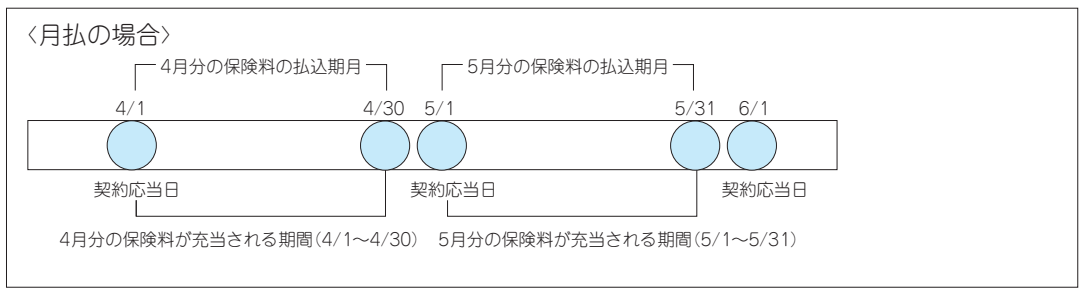 〈月払の場合〉
4月分の保険料の払込期月 5月分の保険料の払込期月
4/1 4/30 5/1 5/31 6/1
契約応当日 契約応当日 契約応当日
4月分の保険料が充当される期間(4/1～4/30) 5月分の保険料が充当される期間(5/1～5/31)